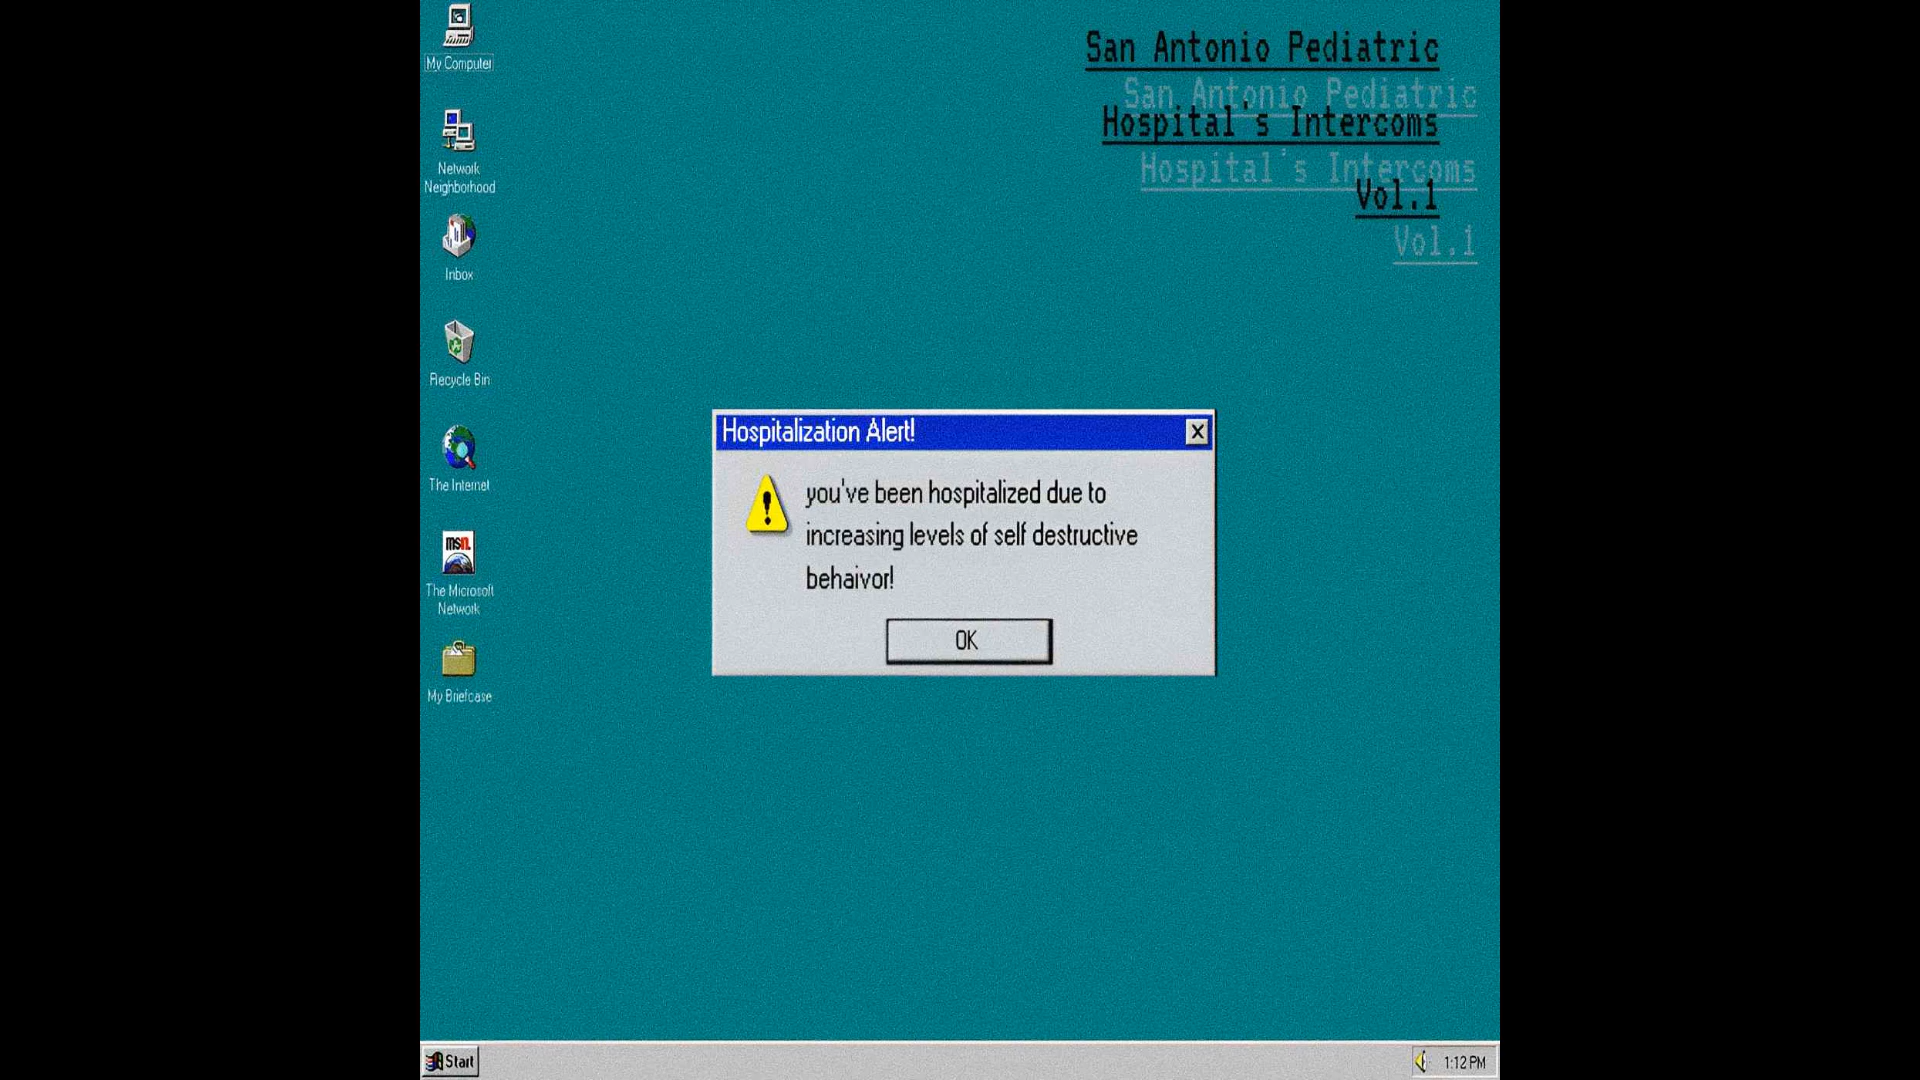 San Antonio Pediatric
San Antonio Pediatric
Hospital's Intercoms
Hospital's Intercoms
Vol.1
Vol.1
My Computer
Network
Neighborhood
Inbox
Recycle Bin
The Internet
msn.
The Microsoft
Network
My Briefcase
Hospitalization Alert!
you've been hospitalized due to
increasing levels of self destructive
behaivor!
OK
Start
1:12 PM